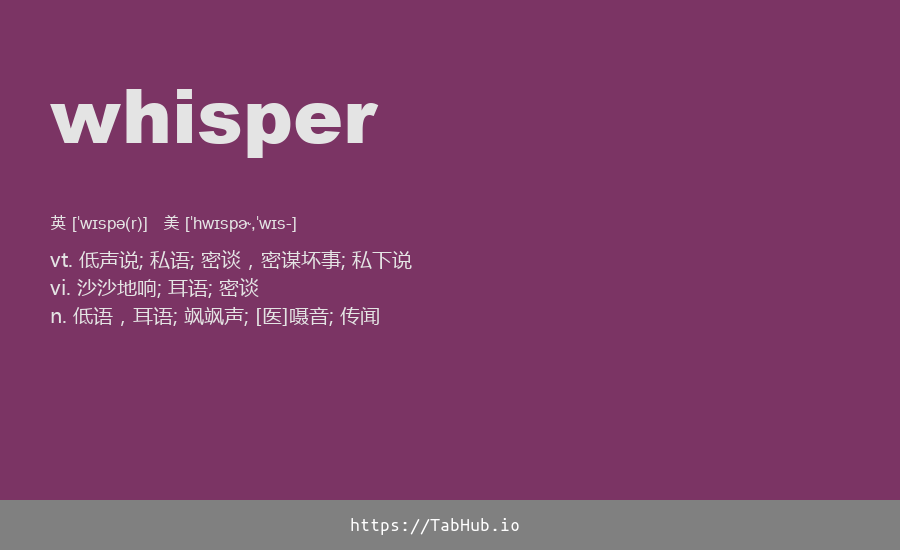 whisper
英 [ˈwɪspə(r)] 美 [ˈhwɪspɚ,ˈwɪs-]
vt. 低声说; 私语; 密谈，密谋坏事; 私下说
vi. 沙沙地响; 耳语; 密谈
n. 低语，耳语; 飒飒声; [医]嗫音; 传闻
https://TabHub.io